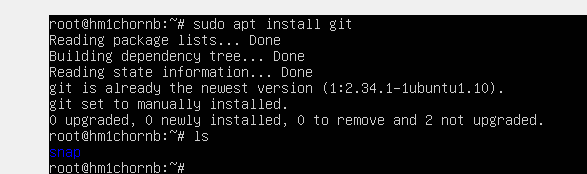 root@hm1chornb:~# sudo apt install git
Reading package lists... Done
Building dependency tree... Done
Reading state information... Done
git is already the newest version (1:2.34.1-1ubuntu1.10).
git set to manually installed.
0 upgraded, 0 newly installed, 0 to remove and 2 not upgraded.
root@hm1chornb:~# ls
snap
root@hm1chornb:~#